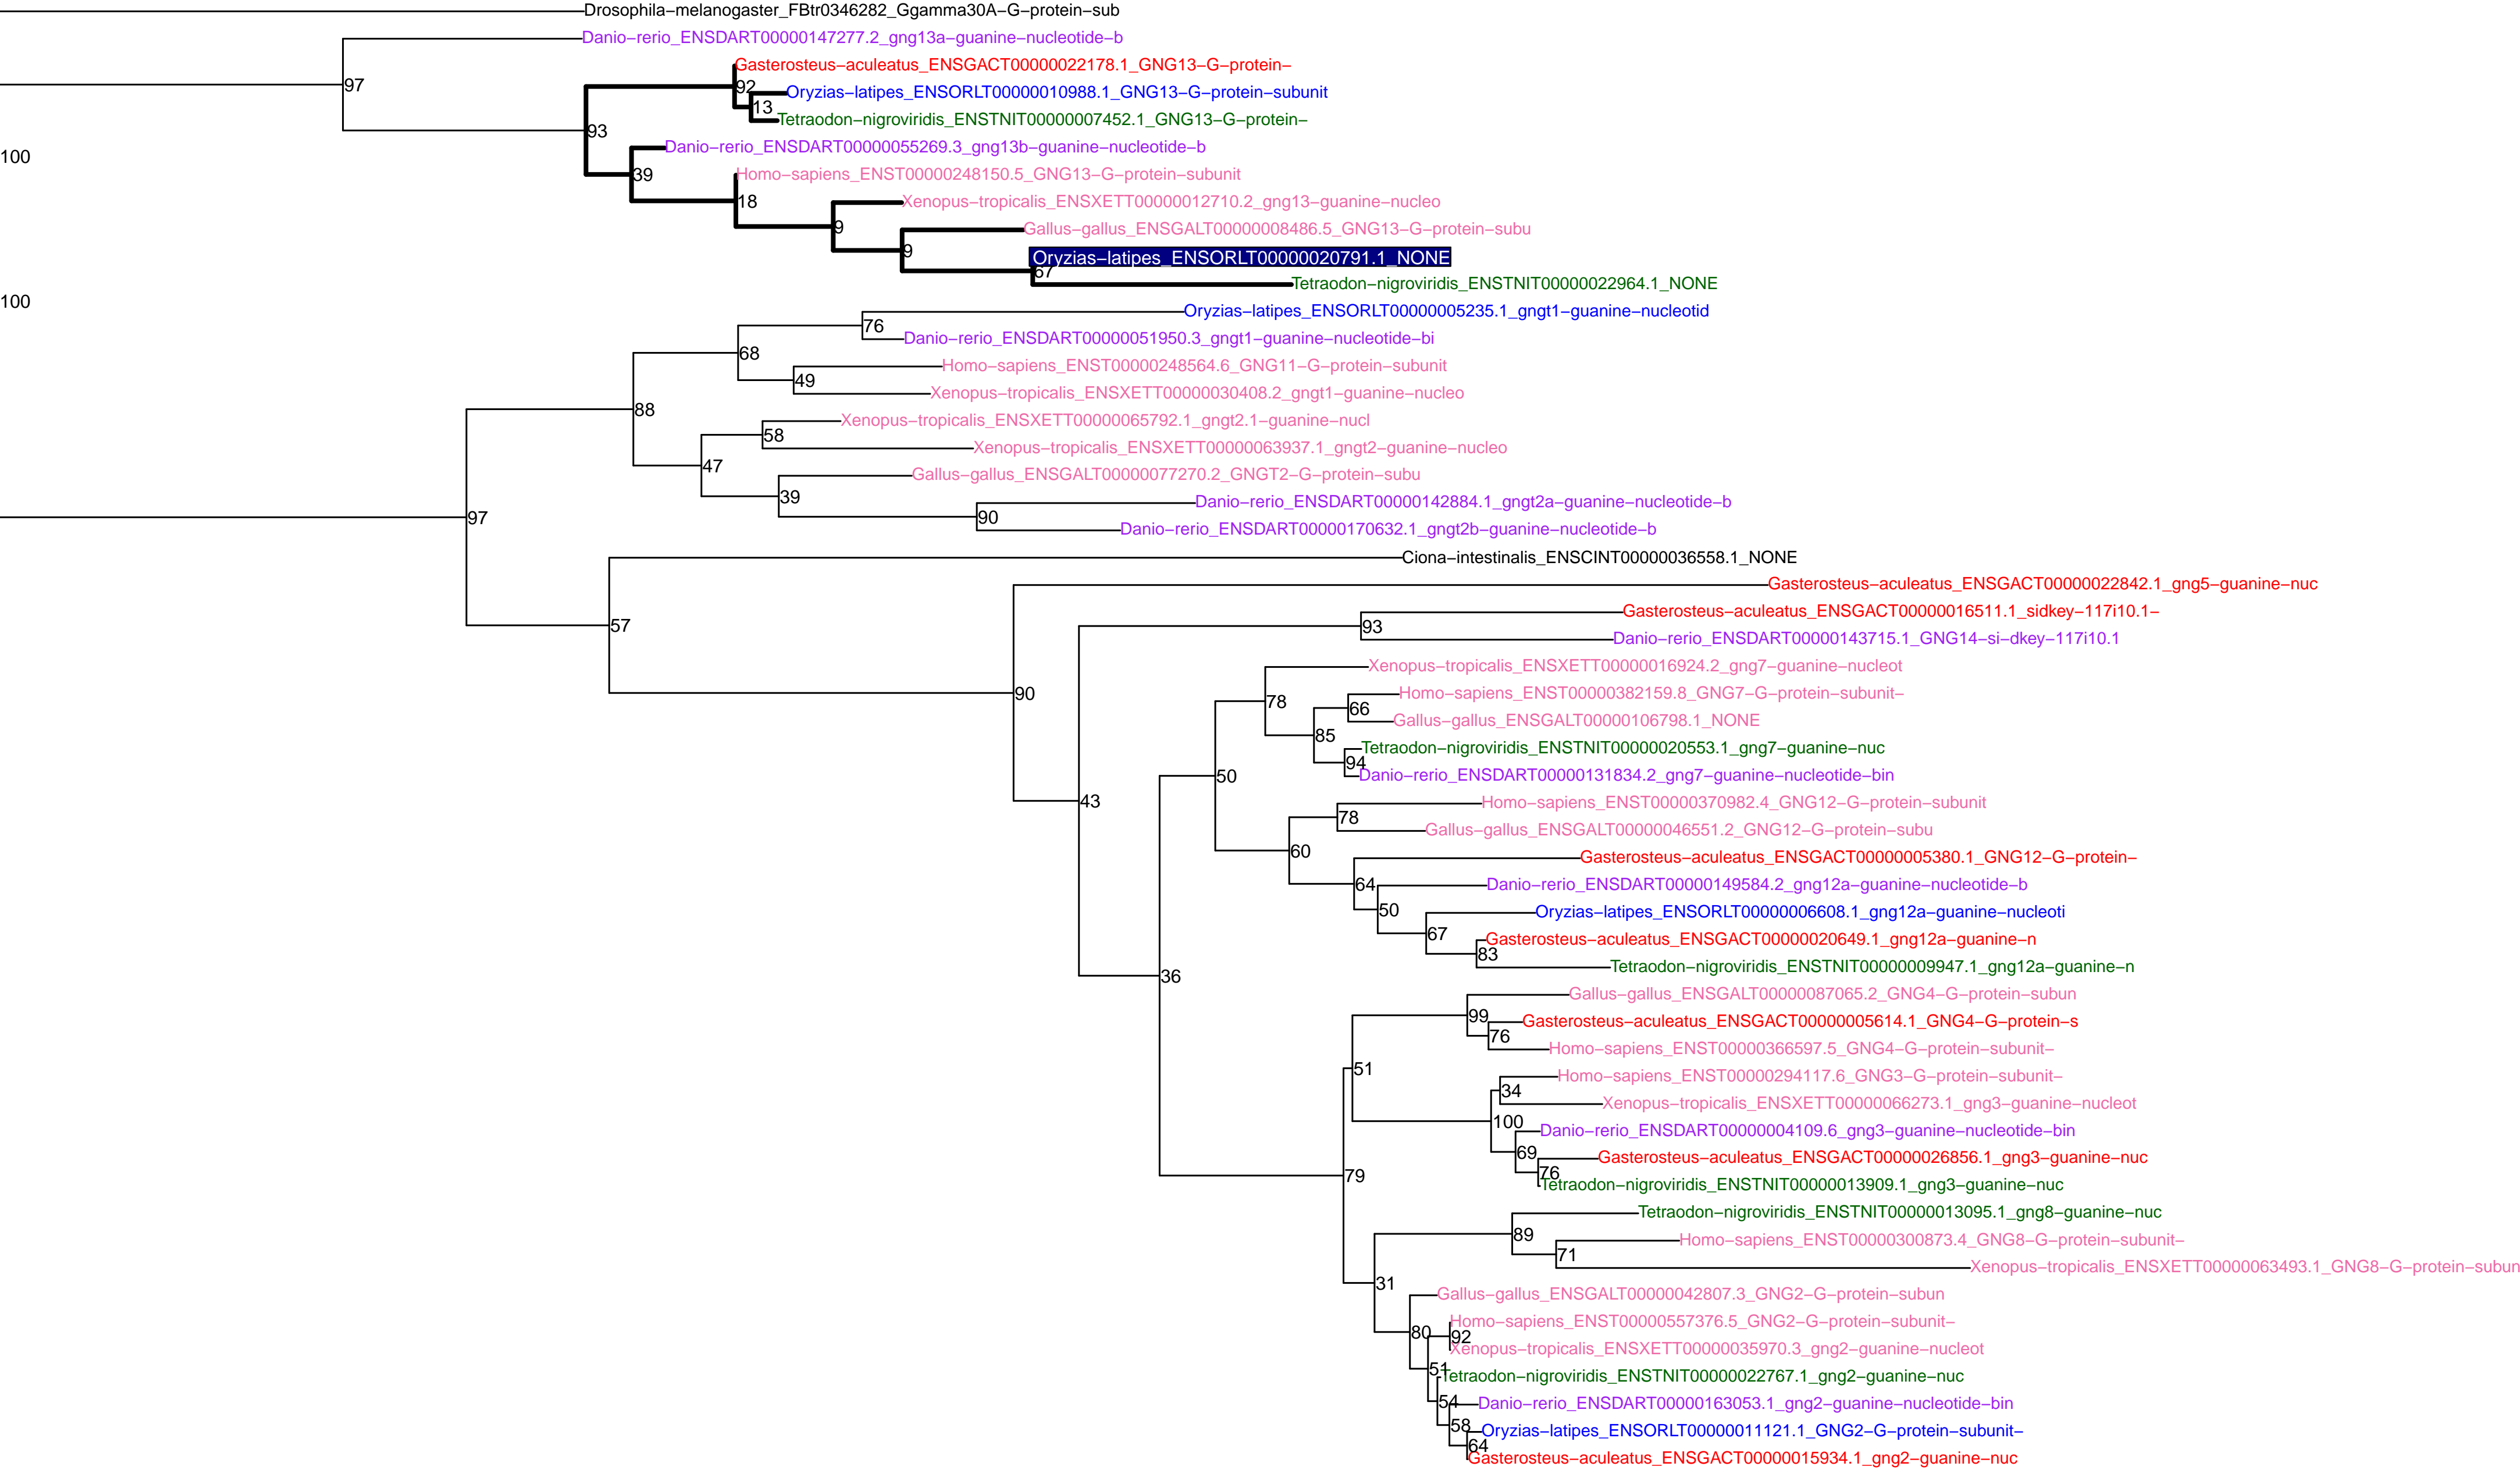 Drosophila−melanogaster_FBtr0346282_Ggamma30A−G−protein−sub
Danio−rerio_ENSDART00000147277.2_gng13a−guanine−nucleotide−b
Gasterosteus−aculeatus_ENSGACT00000022178.1_GNG13−G−protein−
97
92
Oryzias−latipes_ENSORLT00000010988.1_GNG13−G−protein−subunit
13
Tetraodon−nigroviridis_ENSTNIT00000007452.1_GNG13−G−protein−
93
Danio−rerio_ENSDART00000055269.3_gng13b−guanine−nucleotide−b
100
Homo−sapiens_ENST00000248150.5_GNG13−G−protein−subunit
39
Xenopus−tropicalis_ENSXETT00000012710.2_gng13−guanine−nucleo
18
Gallus−gallus_ENSGALT00000008486.5_GNG13−G−protein−subu
9
9
Oryzias−latipes_ENSORLT00000020791.1_NONE
67
Tetraodon−nigroviridis_ENSTNIT00000022964.1_NONE
100
Oryzias−latipes_ENSORLT00000005235.1_gngt1−guanine−nucleotid
76
Danio−rerio_ENSDART00000051950.3_gngt1−guanine−nucleotide−bi
68
Homo−sapiens_ENST00000248564.6_GNG11−G−protein−subunit
49
Xenopus−tropicalis_ENSXETT00000030408.2_gngt1−guanine−nucleo
88
Xenopus−tropicalis_ENSXETT00000065792.1_gngt2.1−guanine−nucl
58
Xenopus−tropicalis_ENSXETT00000063937.1_gngt2−guanine−nucleo
47
Gallus−gallus_ENSGALT00000077270.2_GNGT2−G−protein−subu
39
Danio−rerio_ENSDART00000142884.1_gngt2a−guanine−nucleotide−b
90
97
Danio−rerio_ENSDART00000170632.1_gngt2b−guanine−nucleotide−b
Ciona−intestinalis_ENSCINT00000036558.1_NONE
Gasterosteus−aculeatus_ENSGACT00000022842.1_gng5−guanine−nuc
Gasterosteus−aculeatus_ENSGACT00000016511.1_sidkey−117i10.1−
57
93
Danio−rerio_ENSDART00000143715.1_GNG14−si−dkey−117i10.1
Xenopus−tropicalis_ENSXETT00000016924.2_gng7−guanine−nucleot
90
Homo−sapiens_ENST00000382159.8_GNG7−G−protein−subunit−
78
66
Gallus−gallus_ENSGALT00000106798.1_NONE
85
Tetraodon−nigroviridis_ENSTNIT00000020553.1_gng7−guanine−nuc
94
Danio−rerio_ENSDART00000131834.2_gng7−guanine−nucleotide−bin
50
43
Homo−sapiens_ENST00000370982.4_GNG12−G−protein−subunit
78
Gallus−gallus_ENSGALT00000046551.2_GNG12−G−protein−subu
60
Gasterosteus−aculeatus_ENSGACT00000005380.1_GNG12−G−protein−
64
Danio−rerio_ENSDART00000149584.2_gng12a−guanine−nucleotide−b
50
Oryzias−latipes_ENSORLT00000006608.1_gng12a−guanine−nucleoti
67
Gasterosteus−aculeatus_ENSGACT00000020649.1_gng12a−guanine−n
83
Tetraodon−nigroviridis_ENSTNIT00000009947.1_gng12a−guanine−n
36
Gallus−gallus_ENSGALT00000087065.2_GNG4−G−protein−subun
99
Gasterosteus−aculeatus_ENSGACT00000005614.1_GNG4−G−protein−s
76
Homo−sapiens_ENST00000366597.5_GNG4−G−protein−subunit−
51
Homo−sapiens_ENST00000294117.6_GNG3−G−protein−subunit−
34
Xenopus−tropicalis_ENSXETT00000066273.1_gng3−guanine−nucleot
100
Danio−rerio_ENSDART00000004109.6_gng3−guanine−nucleotide−bin
69
Gasterosteus−aculeatus_ENSGACT00000026856.1_gng3−guanine−nuc
76
79
Tetraodon−nigroviridis_ENSTNIT00000013909.1_gng3−guanine−nuc
Tetraodon−nigroviridis_ENSTNIT00000013095.1_gng8−guanine−nuc
89
Homo−sapiens_ENST00000300873.4_GNG8−G−protein−subunit−
71
Xenopus−tropicalis_ENSXETT00000063493.1_GNG8−G−protein−subun
31
Gallus−gallus_ENSGALT00000042807.3_GNG2−G−protein−subun
Homo−sapiens_ENST00000557376.5_GNG2−G−protein−subunit−
80
92
Xenopus−tropicalis_ENSXETT00000035970.3_gng2−guanine−nucleot
51
Tetraodon−nigroviridis_ENSTNIT00000022767.1_gng2−guanine−nuc
54
Danio−rerio_ENSDART00000163053.1_gng2−guanine−nucleotide−bin
58
Oryzias−latipes_ENSORLT00000011121.1_GNG2−G−protein−subunit−
64
Gasterosteus−aculeatus_ENSGACT00000015934.1_gng2−guanine−nuc